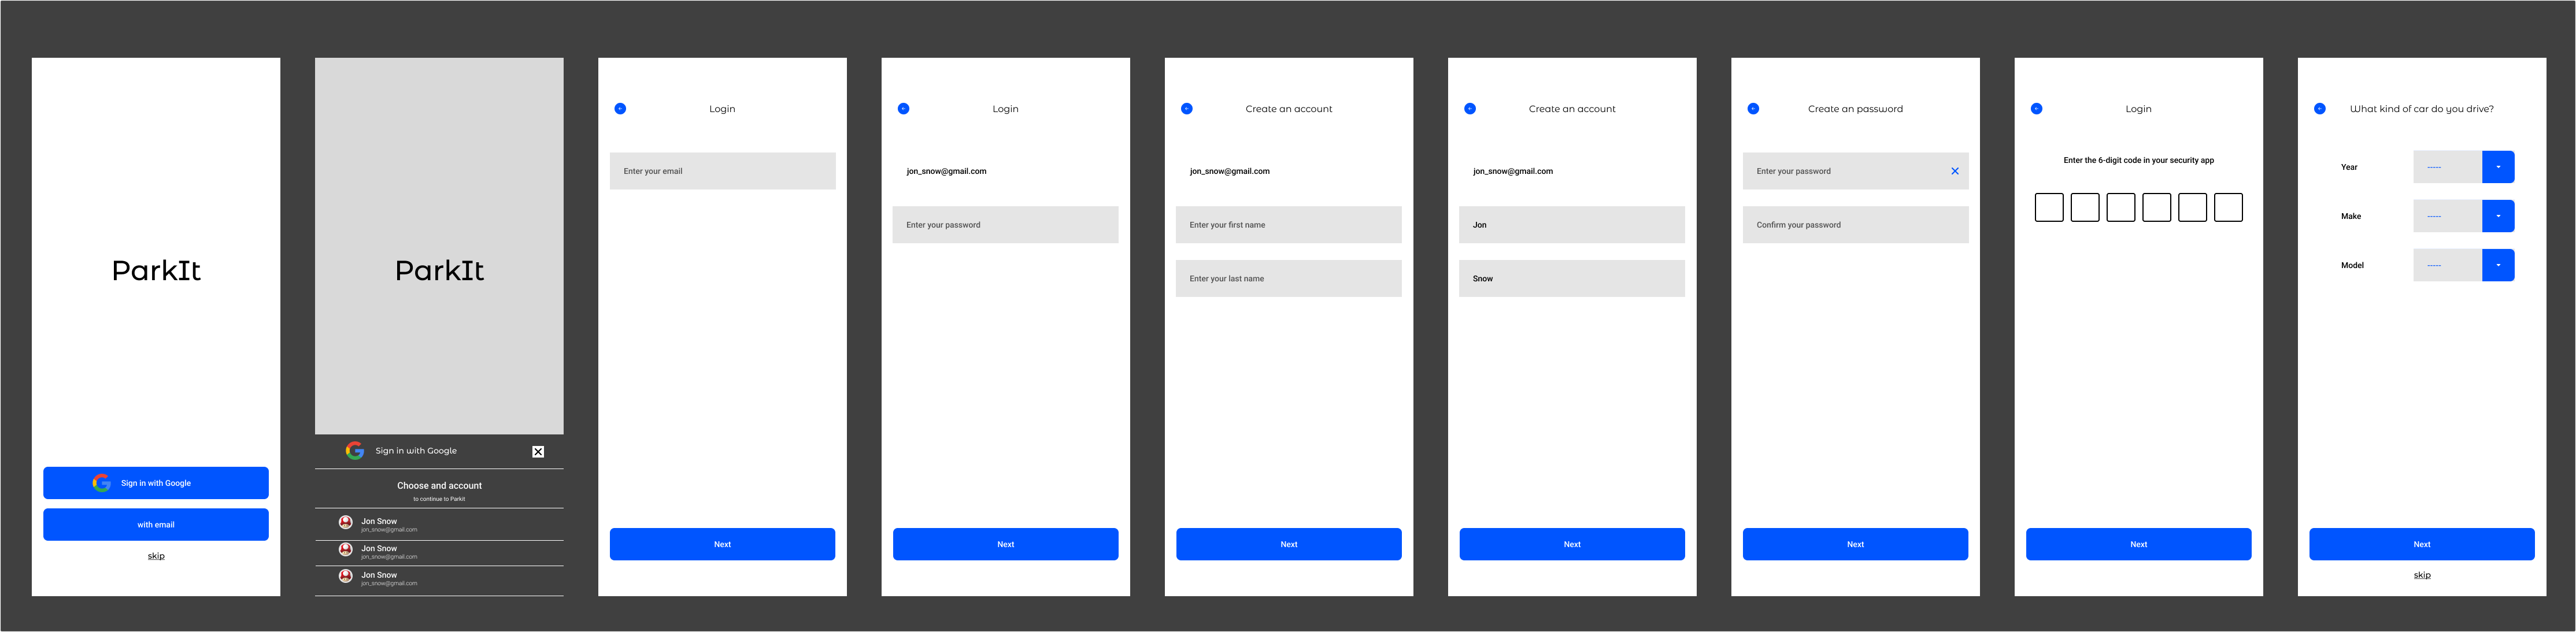 ParkIt
Sign in with Google
with email
skip
ParkIt
Sign in with Google
Choose and account
to continue to Parkit
Jon Snow
jon_snow@gmail.com
Jon Snow
jon_snow@gmail.com
Jon Snow
jon_snow@gmail.com
Login
Enter your email
Next
Login
jon_snow@gmail.com
Enter your password
Next
Create an account
jon_snow@gmail.com
Enter your first name
Enter your last name
Next
Create an account
jon_snow@gmail.com
Jon
Snow
Next
Create an password
Enter your password
Confirm your password
Next
Login
Enter the 6-digit code in your security app
Next
What kind of car do you drive?
Year -----
Make -----
Model -----
Next
skip